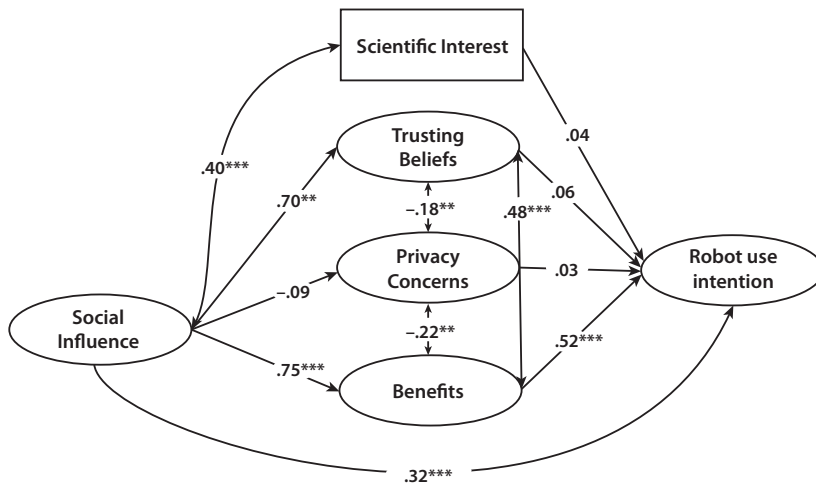 Scientific Interest
Trusting
Beliefs
.04
.40***
.70**
–.18**
.48***
.06
Privacy
Concerns
.03
Robot use
intention
–.09
Social
Influence
–.22**
.52***
.75***
Benefits
.32***